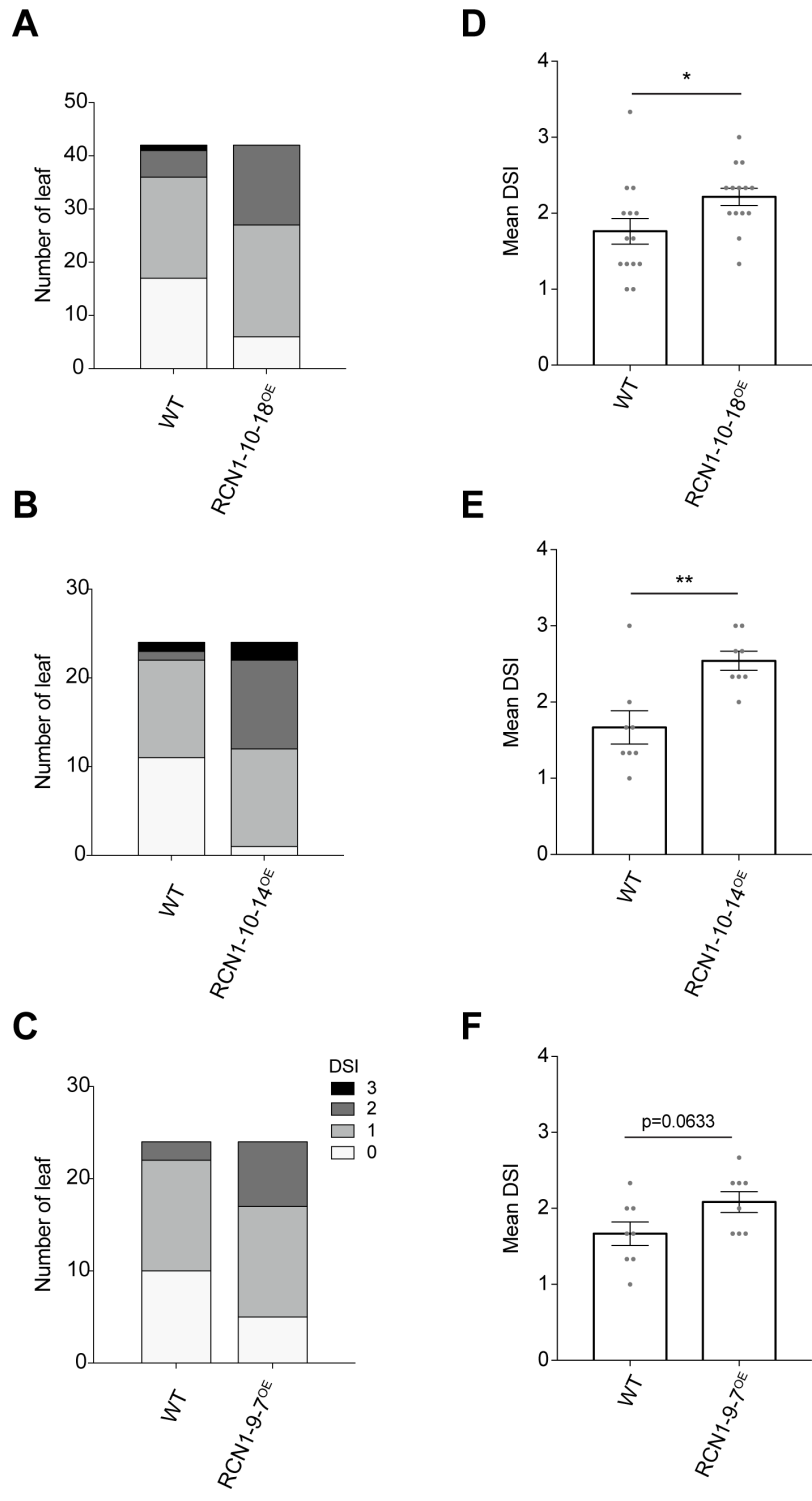 A
Number of leaf
50
40
30
20
10
0
WT
RCN1-10-18OE
D
Mean DSI
4
3
2
1
0
*
WT
RCN1-10-18OE
B
Number of leaf
30
20
10
0
WT
RCN1-10-14OE
E
Mean DSI
4
3
2
1
0
**
WT
RCN1-10-14OE
C
Number of leaf
30
20
10
0
DSI
3
2
1
0
WT
RCN1-9-7OE
F
Mean DSI
4
3
2
1
0
p=0.0633
WT
RCN1-9-7OE